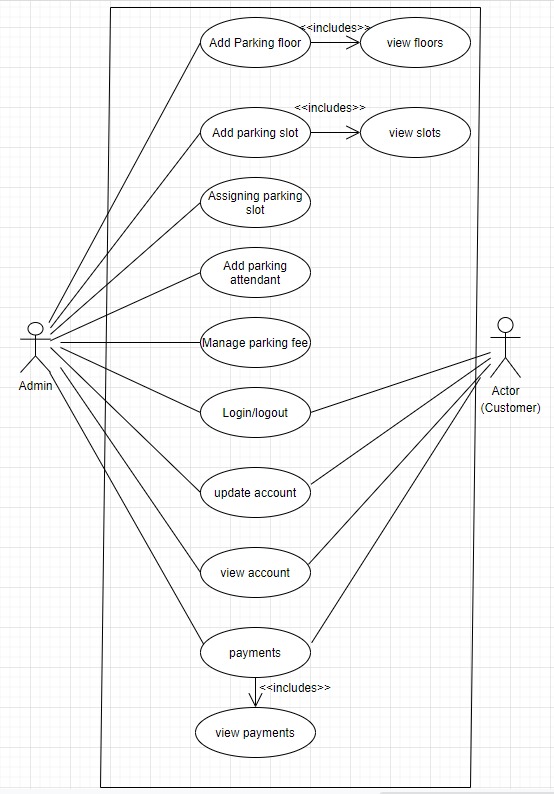 <<includes>>
Add Parking floor
view floors
<<includes>>
Add parking slot
view slots
Assigning parking
slot
Add parking
attendant
Manage parking fee
Admin
Login/logout
Actor
(Customer)
update account
view account
payments
<<includes>>
view payments